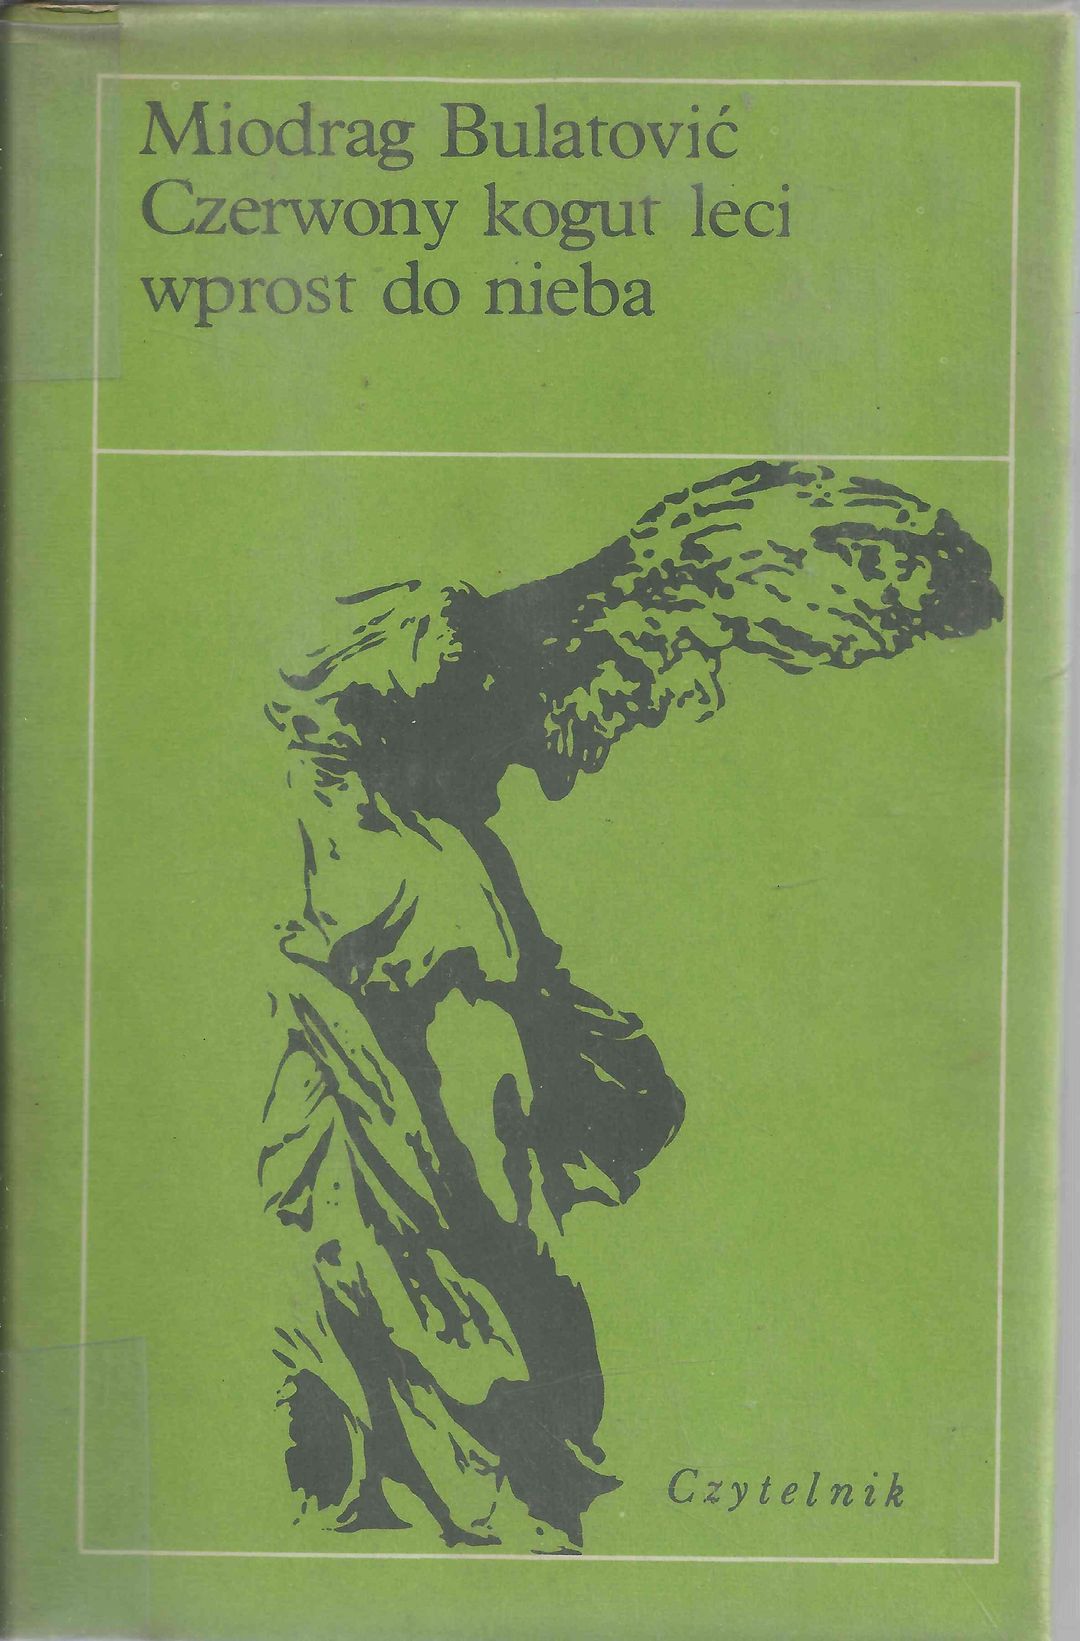 Miodrag Bulatović
Czerwony kogut leci
wprost do nieba
Czytelnik